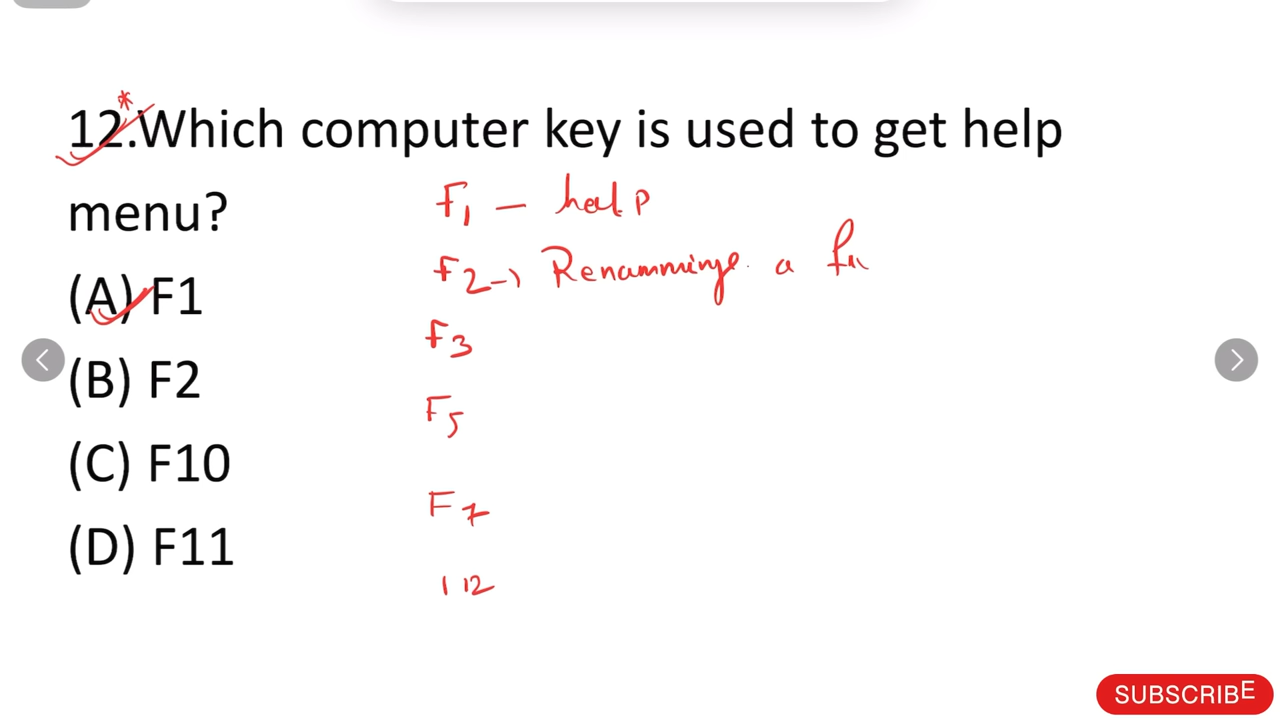 12.Which computer key is used to get help
menu?
F1 – help
F2 → Renamminge a
(A) F1
F3
(B) F2
F5
(C) F10
F7
(D) F11
12
SUBSCRIBE